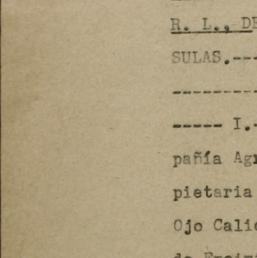 R. L., DE
SULAS.---
---------
----- I.-
pañía Agr
pietaria
Ojo Calie